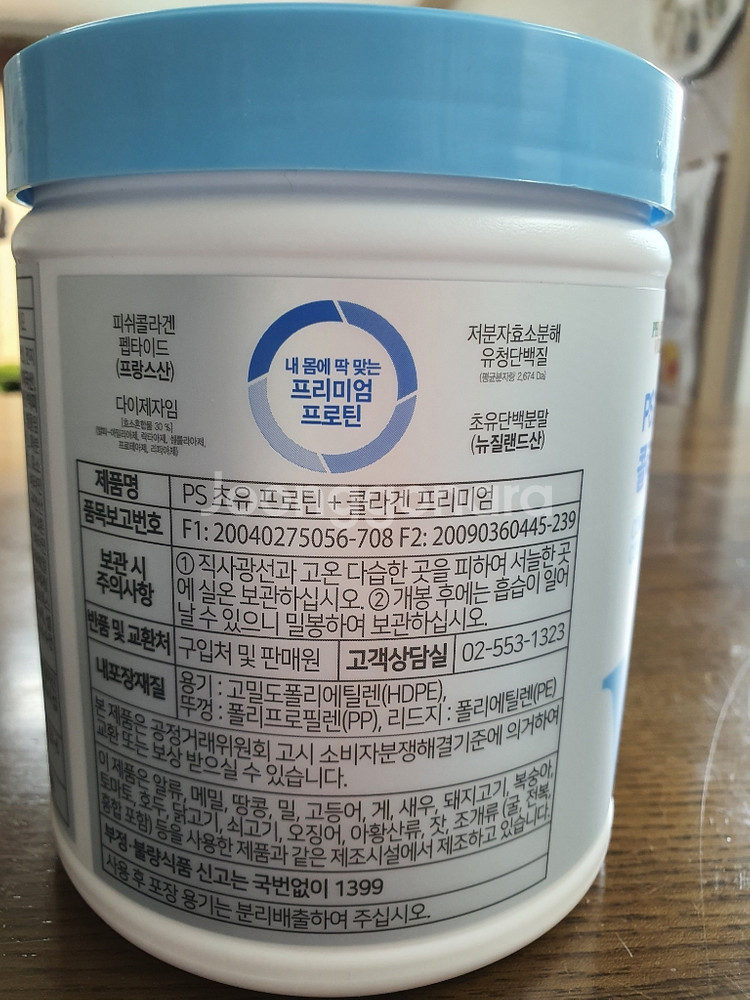 피쉬콜라겐
펩타이드
(프랑스산)
다이제자임
[효소혼합물 30 %]
내 몸에 딱 맞는
프리미엄
프로틴
저분자효소분해
유청단백질
(평균분자량 2,674 Da)
초유단백분말
(뉴질랜드산)
제품명 PS 초유 프로틴 + 콜라겐 프리미엄
Joonggonara
품목보고번호 F1: 20040275056-708 F2: 20090360445-239
보관 시
주의사항
① 직사광선과 고온 다습한 곳을 피하여 서늘한 곳
에 실온 보관하십시오. ② 개봉 후에는 흡습이 일어
날 수 있으니 밀봉하여 보관하십시오.
반품 및 교환처 구입처 및 판매원 고객상담실 02-553-1323
내포장재질
용기 : 고밀도폴리에틸렌(HDPE),
뚜껑 : 폴리프로필렌(PP), 리드지 : 폴리에틸렌(PE)
본 제품은 공정거래위원회 고시 소비자분쟁해결기준에 의거하여
교환 또는 보상 받으실 수 있습니다.
이 제품은 알류, 메밀, 땅콩, 밀, 고등어, 게, 새우, 돼지고기, 복숭아,
토마토, 호두, 닭고기, 쇠고기, 오징어, 아황산류, 잣, 조개류 (굴, 전복,
홍합 포함) 등을 사용한 제품과 같은 제조시설에서 제조하고 있습니다.
부정·불량식품 신고는 국번없이 1399
사용 후 포장 용기는 분리배출하여 주십시오.